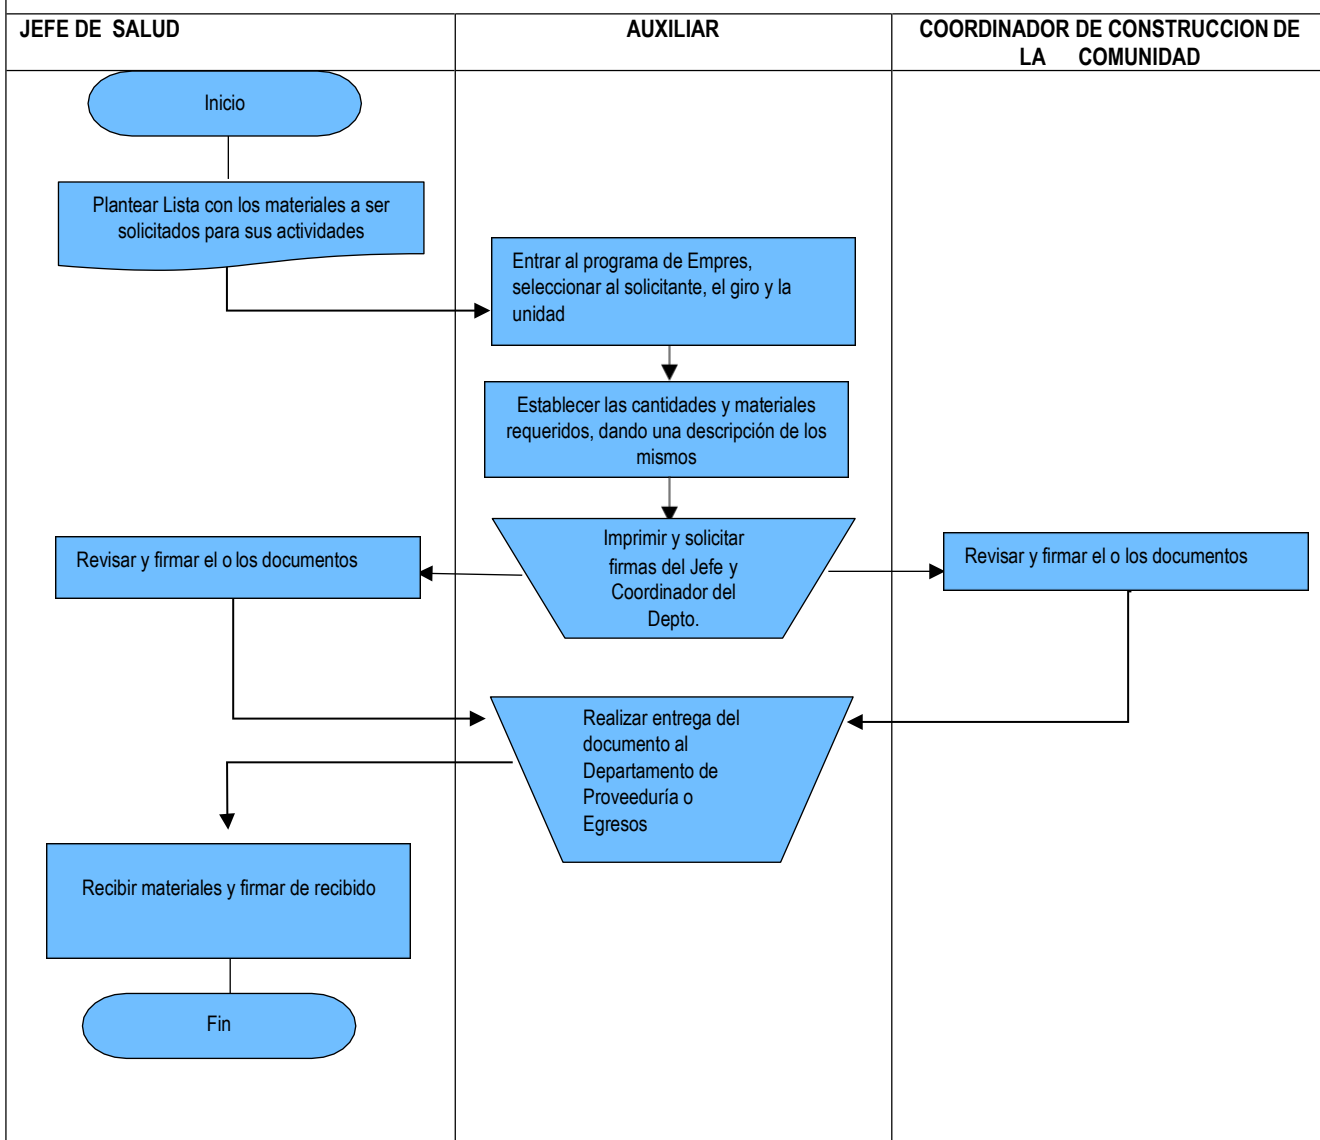 JEFE DE SALUD
AUXILIAR
COORDINADOR DE CONSTRUCCION DE
LA COMUNIDAD
Inicio
Plantear Lista con los materiales a ser
solicitados para sus actividades
Entrar al programa de Empres,
seleccionar al solicitante, el giro y la
unidad
Establecer las cantidades y materiales
requeridos, dando una descripción de los
mismos
Imprimir y solicitar
firmas del Jefe y
Coordinador del
Depto.
Revisar y firmar el o los documentos
Revisar y firmar el o los documentos
Realizar entrega del
documento al
Departamento de
Proveeduría o
Egresos
Recibir materiales y firmar de recibido
Fin